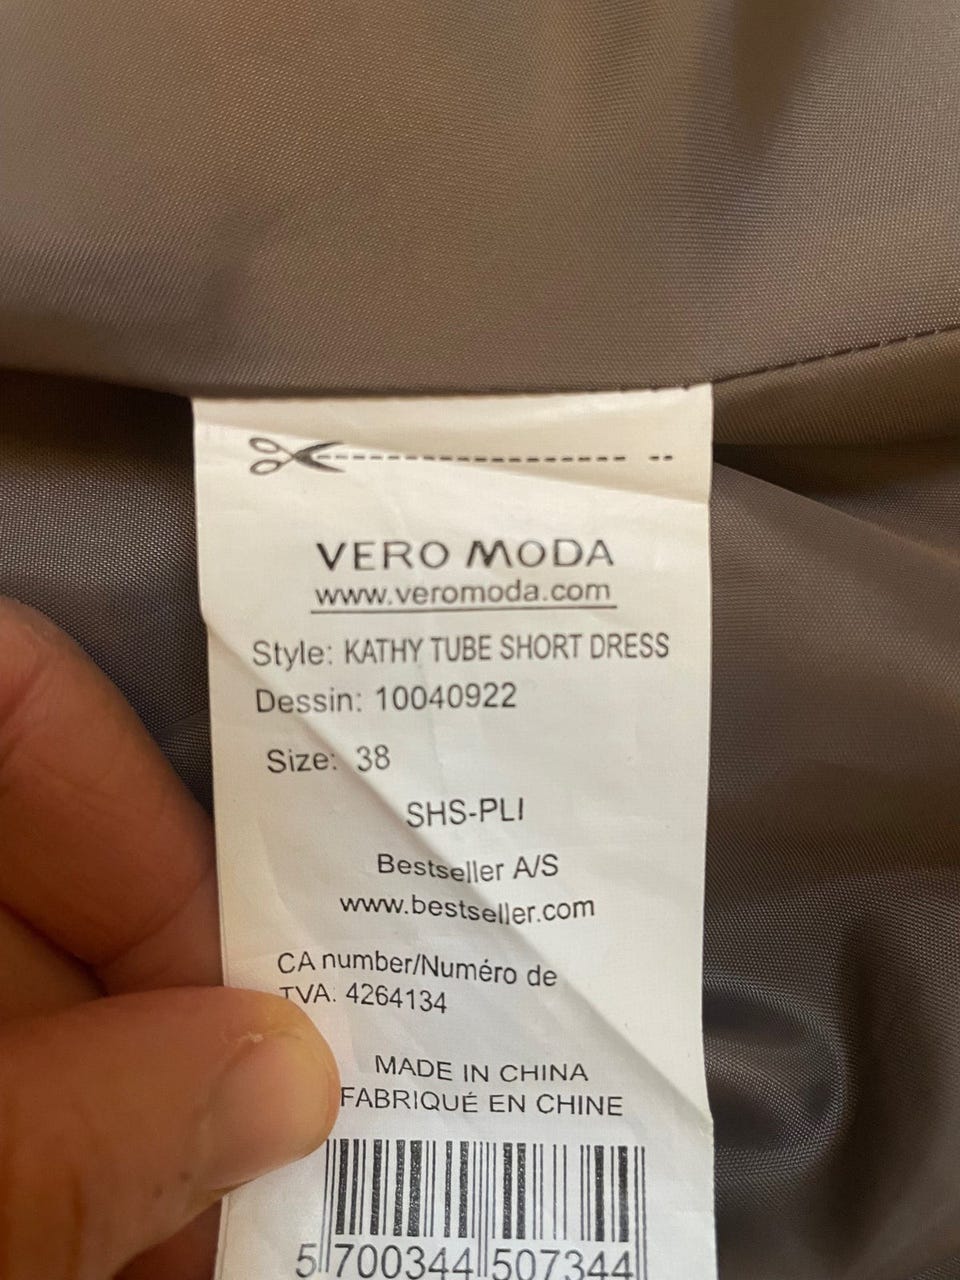 VERO MODA
www.veromoda.com
Style: KATHY TUBE SHORT DRESS
Dessin: 10040922
Size: 38
SHS-PLI
Bestseller A/S
www.bestseller.com
CA number/Numéro de
TVA: 4264134
MADE IN CHINA
FABRIQUÉ EN CHINE
5 700344 507344